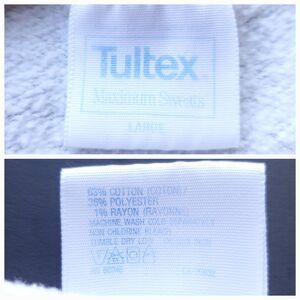 Tultex
Maximum Sweats
LARGE
63% COTTON (COTON)/
36% POLYESTER
1% RAYON (RAYONNE)
MACHINE WASH COLD
NON CHLORINE BLEACH
TUMBLE DRY LOW